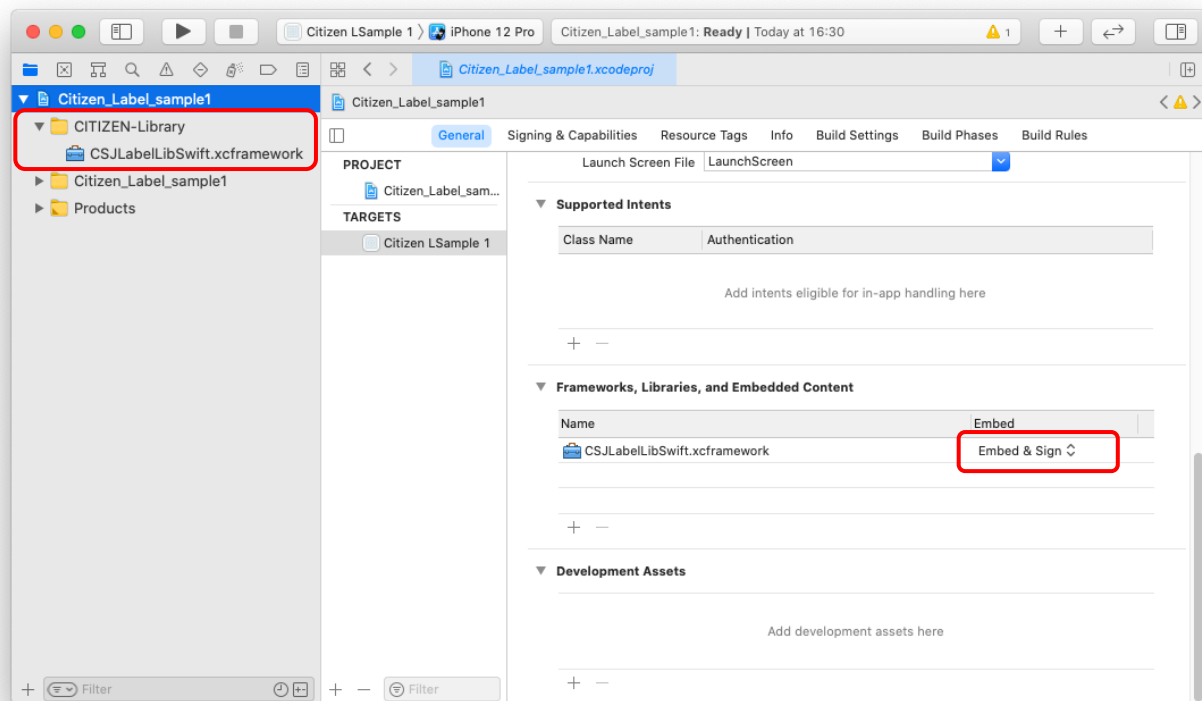 Citizen LSample 1 〉 iPhone 12 Pro
Citizen_Label_sample1: Ready | Today at 16:30
1
Citizen_Label_sample1.xcodeproj
Citizen_Label_sample1
CITIZEN-Library
CSJLabelLibSwift.xcframework
Citizen_Label_sample1
Products
Filter
Citizen_Label_sample1
General Signing & Capabilities Resource Tags Info Build Settings Build Phases Build Rules
PROJECT
Citizen_Label_sam...
TARGETS
Citizen LSample 1
Filter
Launch Screen File LaunchScreen
Supported Intents
Class Name Authentication
Add intents eligible for in-app handling here
Frameworks, Libraries, and Embedded Content
Name Embed
CSJLabelLibSwift.xcframework Embed & Sign
Development Assets
Add development assets here